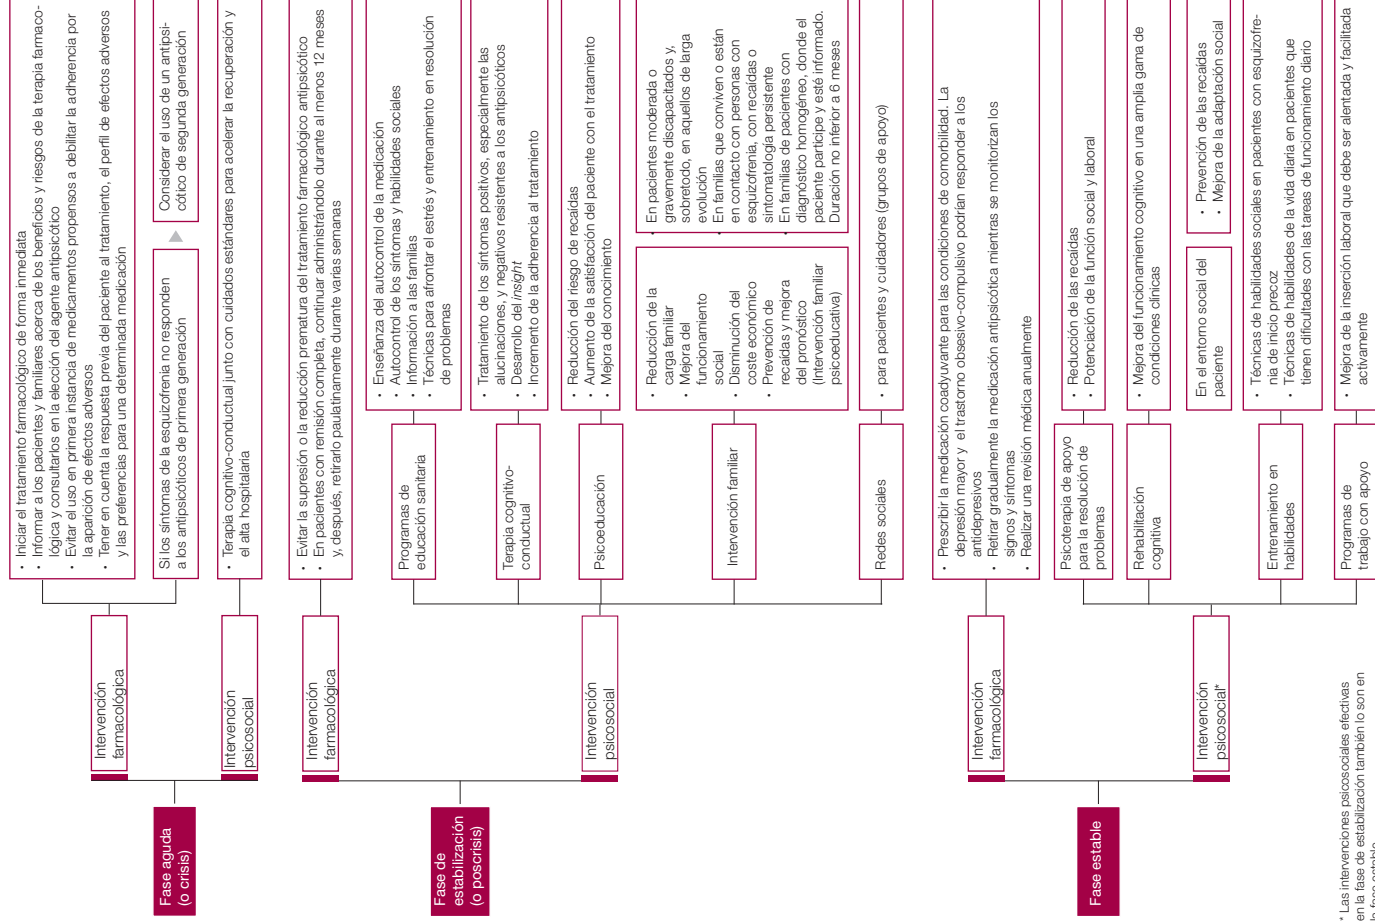 Fase aguda
(o crisis)
Intervención
farmacológica
• Iniciar el tratamiento farmacológico de forma inmediata
• Informar a los pacientes y familiares acerca de los beneficios y riesgos de la terapia farmaco-
lógica y consultarlos en la elección del agente antipsicótico
• Evitar el uso en primera instancia de medicamentos propensos a debilitar la adherencia por
la aparición de efectos adversos
• Tener en cuenta la respuesta previa del paciente al tratamiento, el perfil de efectos adversos
y las preferencias para una determinada medicación
Si los síntomas de la esquizofrenia no responden
a los antipsicóticos de primera generación
Considerar el uso de un antipsi-
cótico de segunda generación
Intervención
psicosocial
• Terapia cognitivo-conductual junto con cuidados estándares para acelerar la recuperación y
el alta hospitalaria
Fase de
estabilización
(o poscrisis)
Intervención
farmacológica
• Evitar la supresión o la reducción prematura del tratamiento farmacológico antipsicótico
• En pacientes con remisión completa, continuar administrándolo durante al menos 12 meses
y, después, retirarlo paulatinamente durante varias semanas
Intervención
psicosocial
Programas de
educación sanitaria
• Enseñanza del autocontrol de la medicación
• Autocontrol de los síntomas y habilidades sociales
• Información a las familias
• Técnicas para afrontar el estrés y entrenamiento en resolución
de problemas
Terapia cognitivo-
conductual
• Tratamiento de los síntomas positivos, especialmente las
alucinaciones, y negativos resistentes a los antipsicóticos
• Desarrollo del insight
• Incremento de la adherencia al tratamiento
Psicoeducación
• Reducción del riesgo de recaídas
• Aumento de la satisfacción del paciente con el tratamiento
• Mejora del conocimiento
Intervención familiar
• Reducción de la
carga familiar
• Mejora del
funcionamiento
social
• Disminución del
coste económico
• Prevención de
recaídas y mejora
del pronóstico
(Intervención familiar
psicoeducativa)
• En pacientes moderada o
gravemente discapacitados y,
sobretodo, en aquellos de larga
evolución
• En familias que conviven o están
en contacto con personas con
esquizofrenia, con recaídas o
sintomatología persistente
• En familias de pacientes con
diagnóstico homogéneo, donde el
paciente participe y esté informado.
Duración no inferior a 6 meses
Redes sociales
• para pacientes y cuidadores (grupos de apoyo)
Fase estable
Intervención
farmacológica
• Prescribir la medicación coadyuvante para las condiciones de comorbilidad. La
depresión mayor y el trastorno obsesivo-compulsivo podrían responder a los
antidepresivos
• Retirar gradualmente la medicación antipsicótica mientras se monitorizan los
signos y síntomas
• Realizar una revisión médica anualmente
Intervención
psicosocial*
Psicoterapia de apoyo
para la resolución de
problemas
• Reducción de las recaídas
• Potenciación de la función social y laboral
Rehabilitación
cognitiva
• Mejora del funcionamiento cognitivo en una amplia gama de
condiciones clínicas
En el entorno social del
paciente
• Prevención de las recaídas
• Mejora de la adaptación social
Entrenamiento en
habilidades
• Técnicas de habilidades sociales en pacientes con esquizofre-
nia de inicio precoz
• Técnicas de habilidades de la vida diaria en pacientes que
tienen dificultades con las tareas de funcionamiento diario
Programas de
trabajo con apoyo
• Mejora de la inserción laboral que debe ser alentada y facilitada
activamente
* Las intervenciones psicosociales efectivas
en la fase de estabilización también lo son en
la fase estable